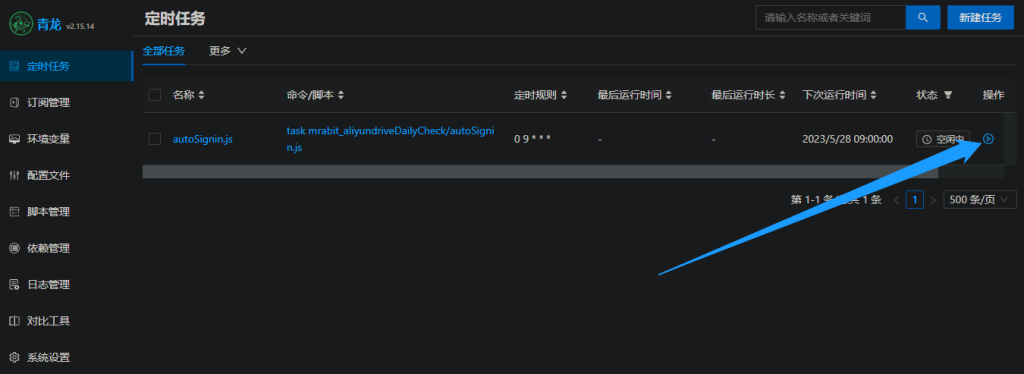 青龙 v2.15.14
定时任务
请输入名称或者关键词
新建任务
定时任务
订阅管理
环境变量
配置文件
脚本管理
依赖管理
日志管理
对比工具
系统设置
全部任务 更多
名称 命令/脚本 定时规则 最后运行时间 最后运行时长 下次运行时间 状态 操作
autoSignin.js
task mrabit_aliyundriveDailyCheck/autoSigni
n.js
0 9 * * *
-
-
2023/5/28 09:00:00
空闲中
第 1-1 条 共 1 条
1
500 条/页